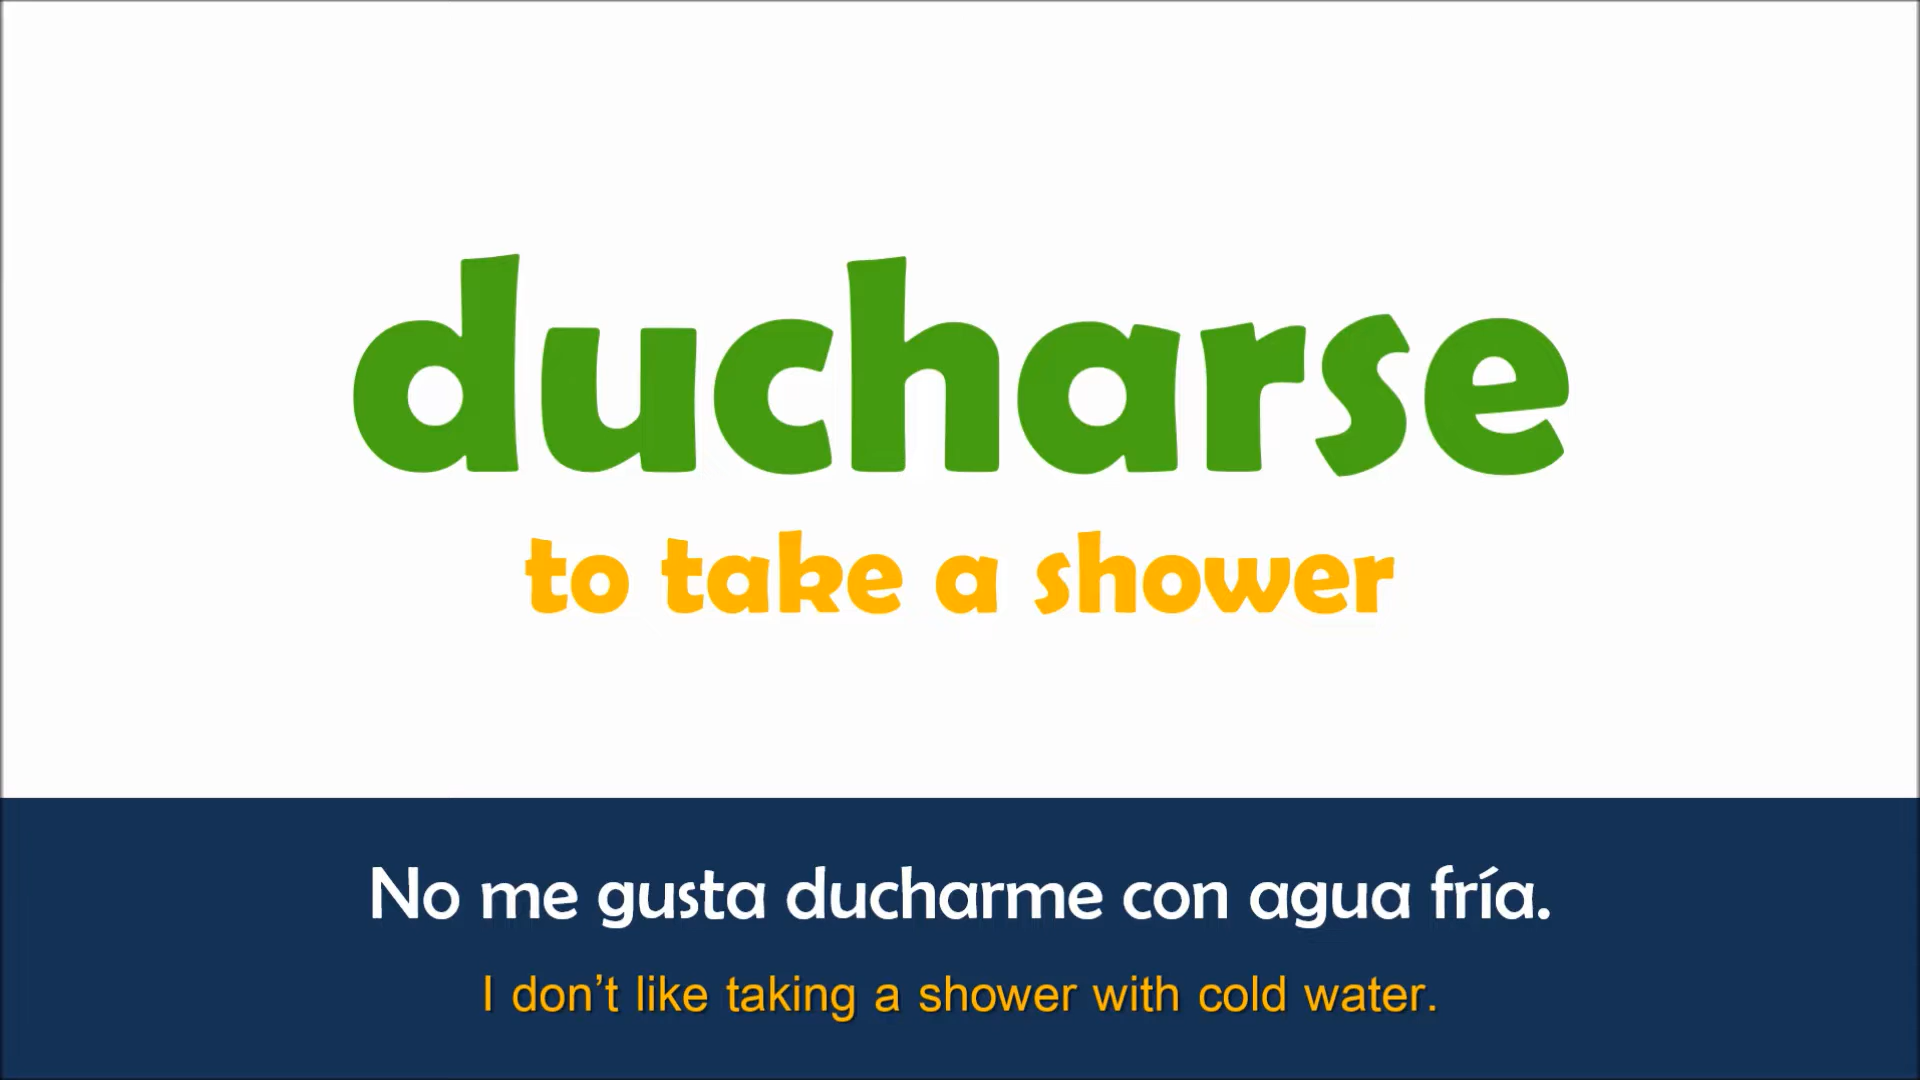 ducharse
to take a shower
No me gusta ducharme con agua fría.
I don’t like taking a shower with cold water.